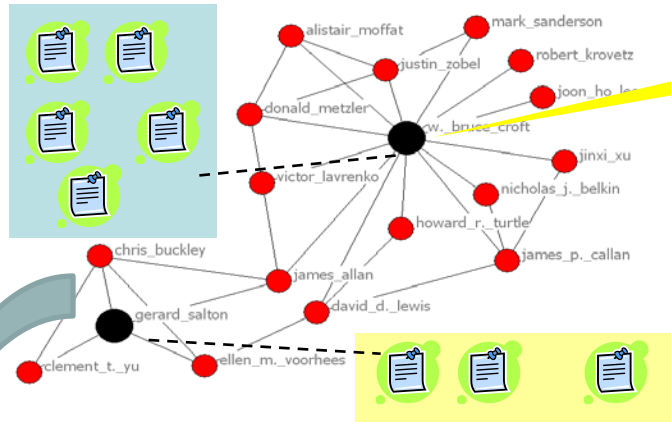 mark_sanderson
alistair_moffat
robert_krovetz
justin_zobel
joon_ho_lee
donald_metzler
w._bruce_croft
jinxi_xu
victor_lavrenko
nicholas_j._belkin
howard_r._turtle
chris_buckley
james_p._callan
james_allan
david_d._lewis
gerard_salton
ellen_m._voorhees
clement_t._yu